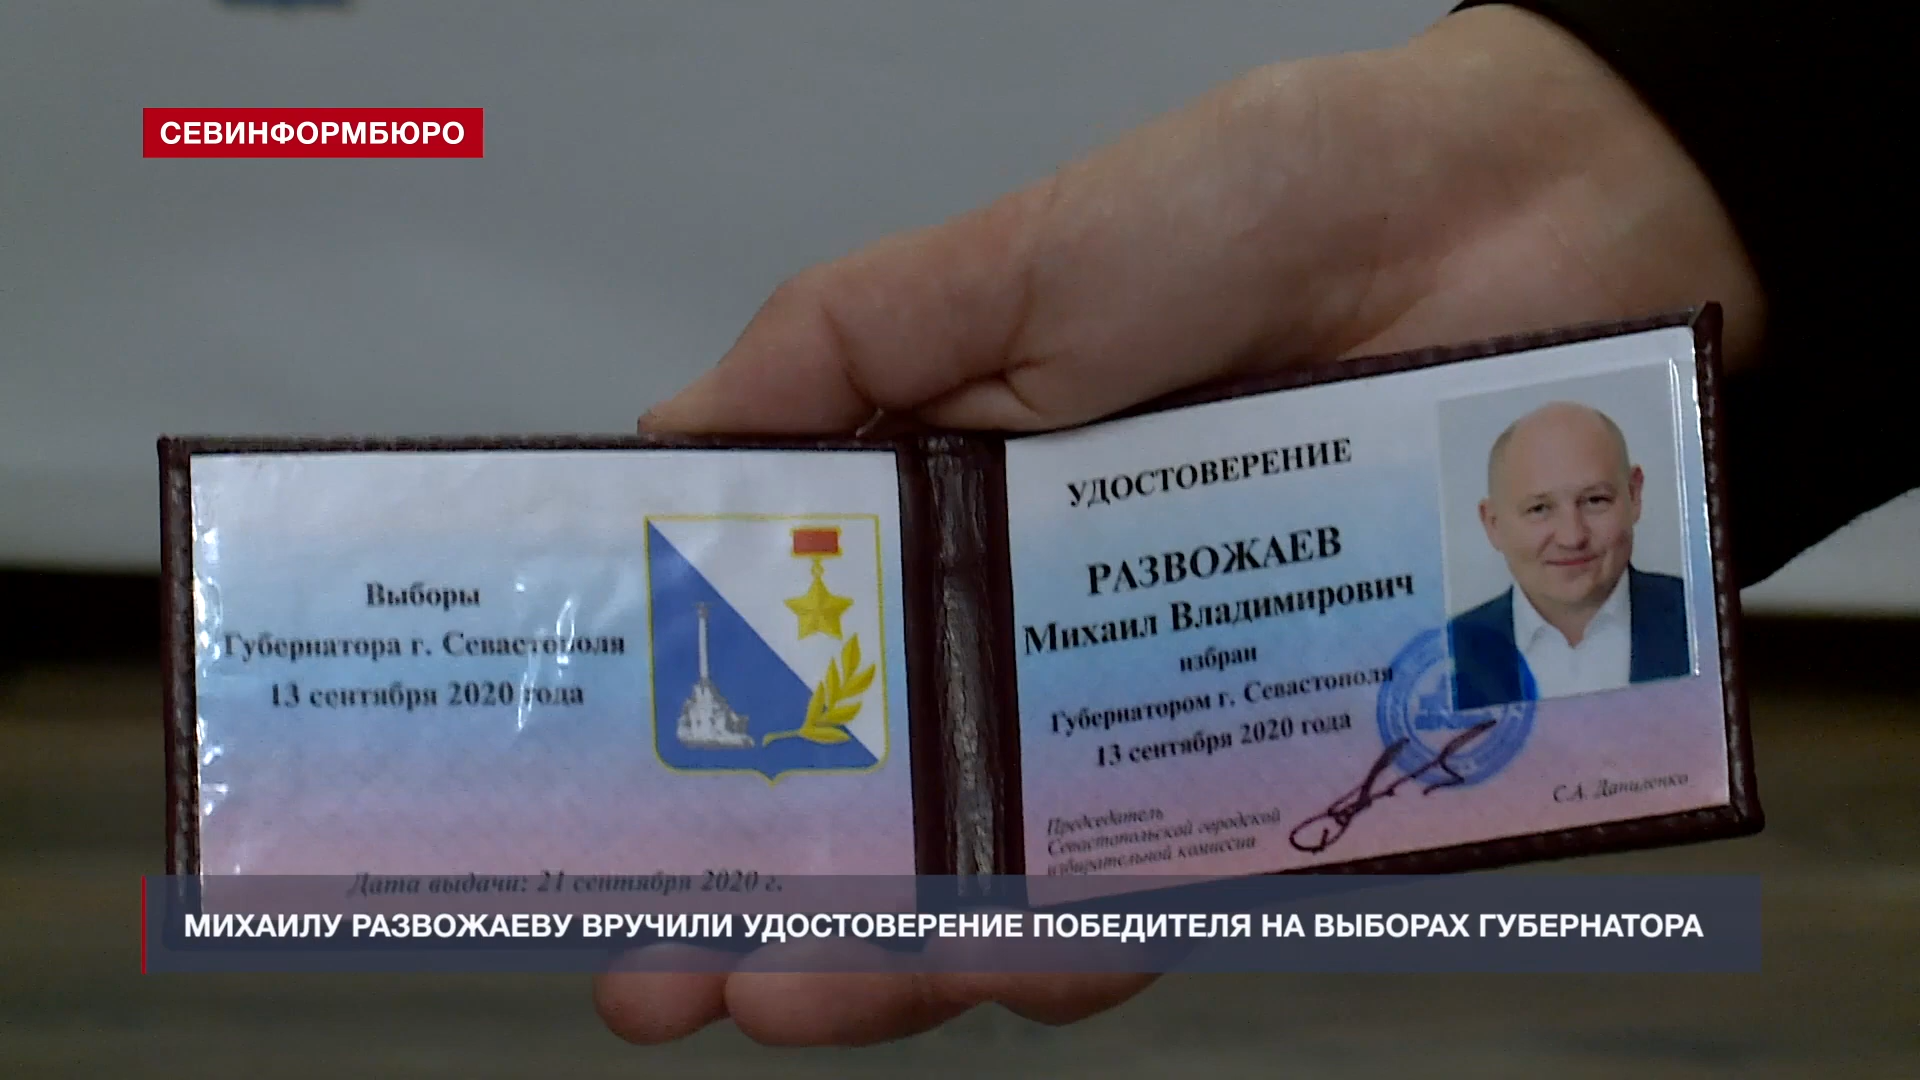 СЕВИНФОРМБЮРО
Выборы
Губернатора г. Севастополя
13 сентября 2020 года
Дата выдачи: 21 сентября 2020 г.
УДОСТОВЕРЕНИЕ
РАЗВОЖАЕВ
Михаил Владимирович
избран
Губернатором г. Севастополя
13 сентября 2020 года
Председатель
Севастопольской городской
избирательной комиссии
С.А. Даниленко
МИХАИЛУ РАЗВОЖАЕВУ ВРУЧИЛИ УДОСТОВЕРЕНИЕ ПОБЕДИТЕЛЯ НА ВЫБОРАХ ГУБЕРНАТОРА